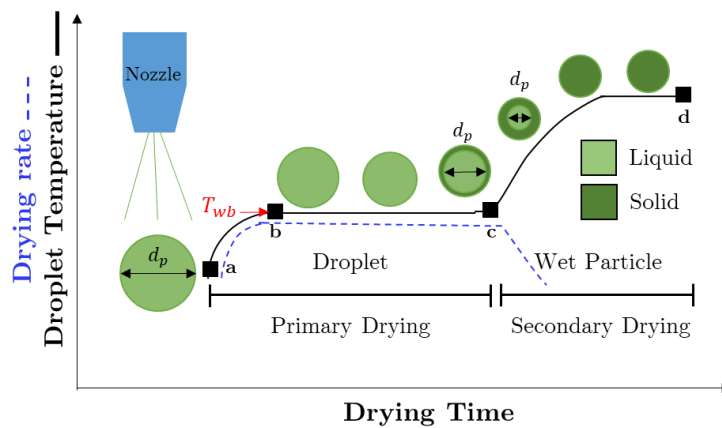 Drying rate ---
Droplet Temperature
Nozzle
d_p
d_p
d_p
d
Liquid
Solid
T_wb
b
c
a
Droplet
Wet Particle
Primary Drying
Secondary Drying
Drying Time